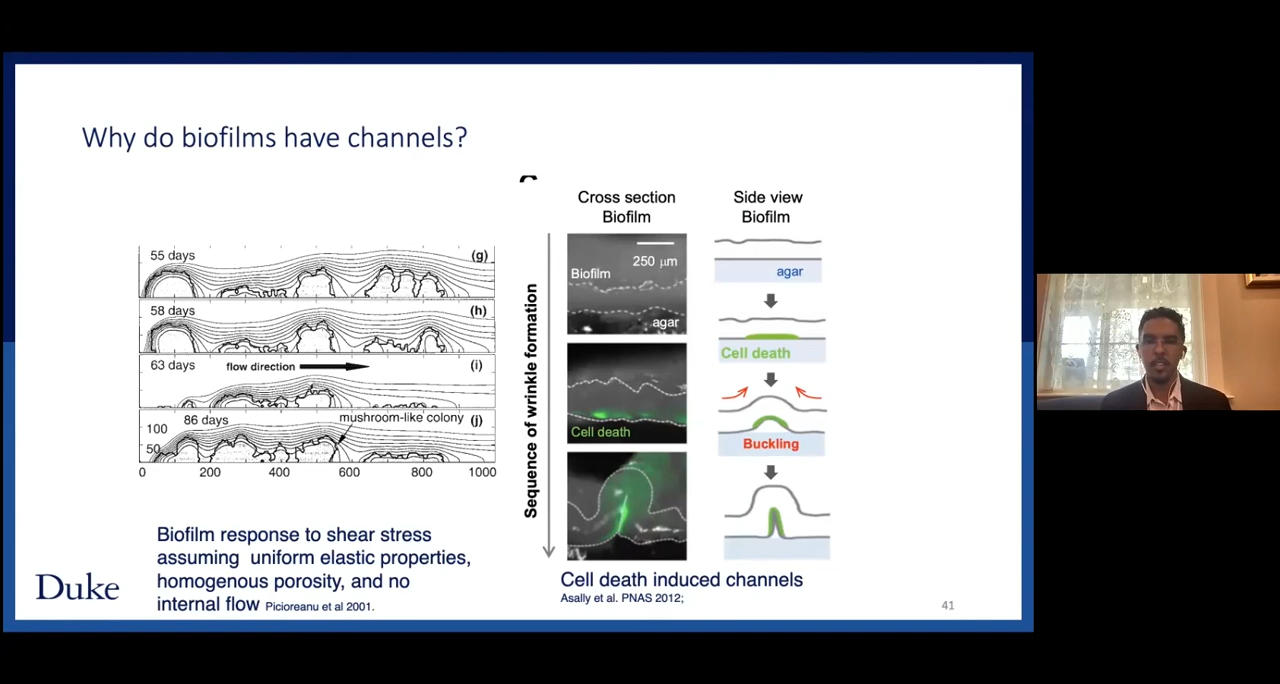 Why do biofilms have channels?
55 days (g)
58 days (h)
63 days flow direction (i)
86 days mushroom-like colony (j)
100
50
0 200 400 600 800 1000
Biofilm response to shear stress
assuming uniform elastic properties,
homogenous porosity, and no
internal flow Picioreanu et al 2001.
Sequence of wrinkle formation
Cross section
Biofilm
250 μm
Biofilm
agar
Cell death
Side view
Biofilm
agar
Cell death
Buckling
Cell death induced channels
Asally et al. PNAS 2012;
Duke
41